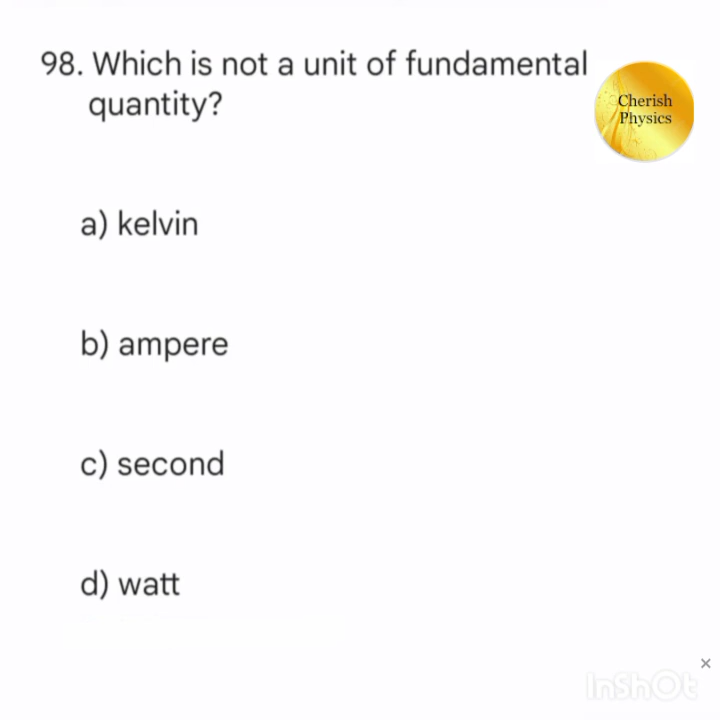 98. Which is not a unit of fundamental
quantity?
Cherish
Physics
a) kelvin
b) ampere
c) second
d) watt
×
InShOt